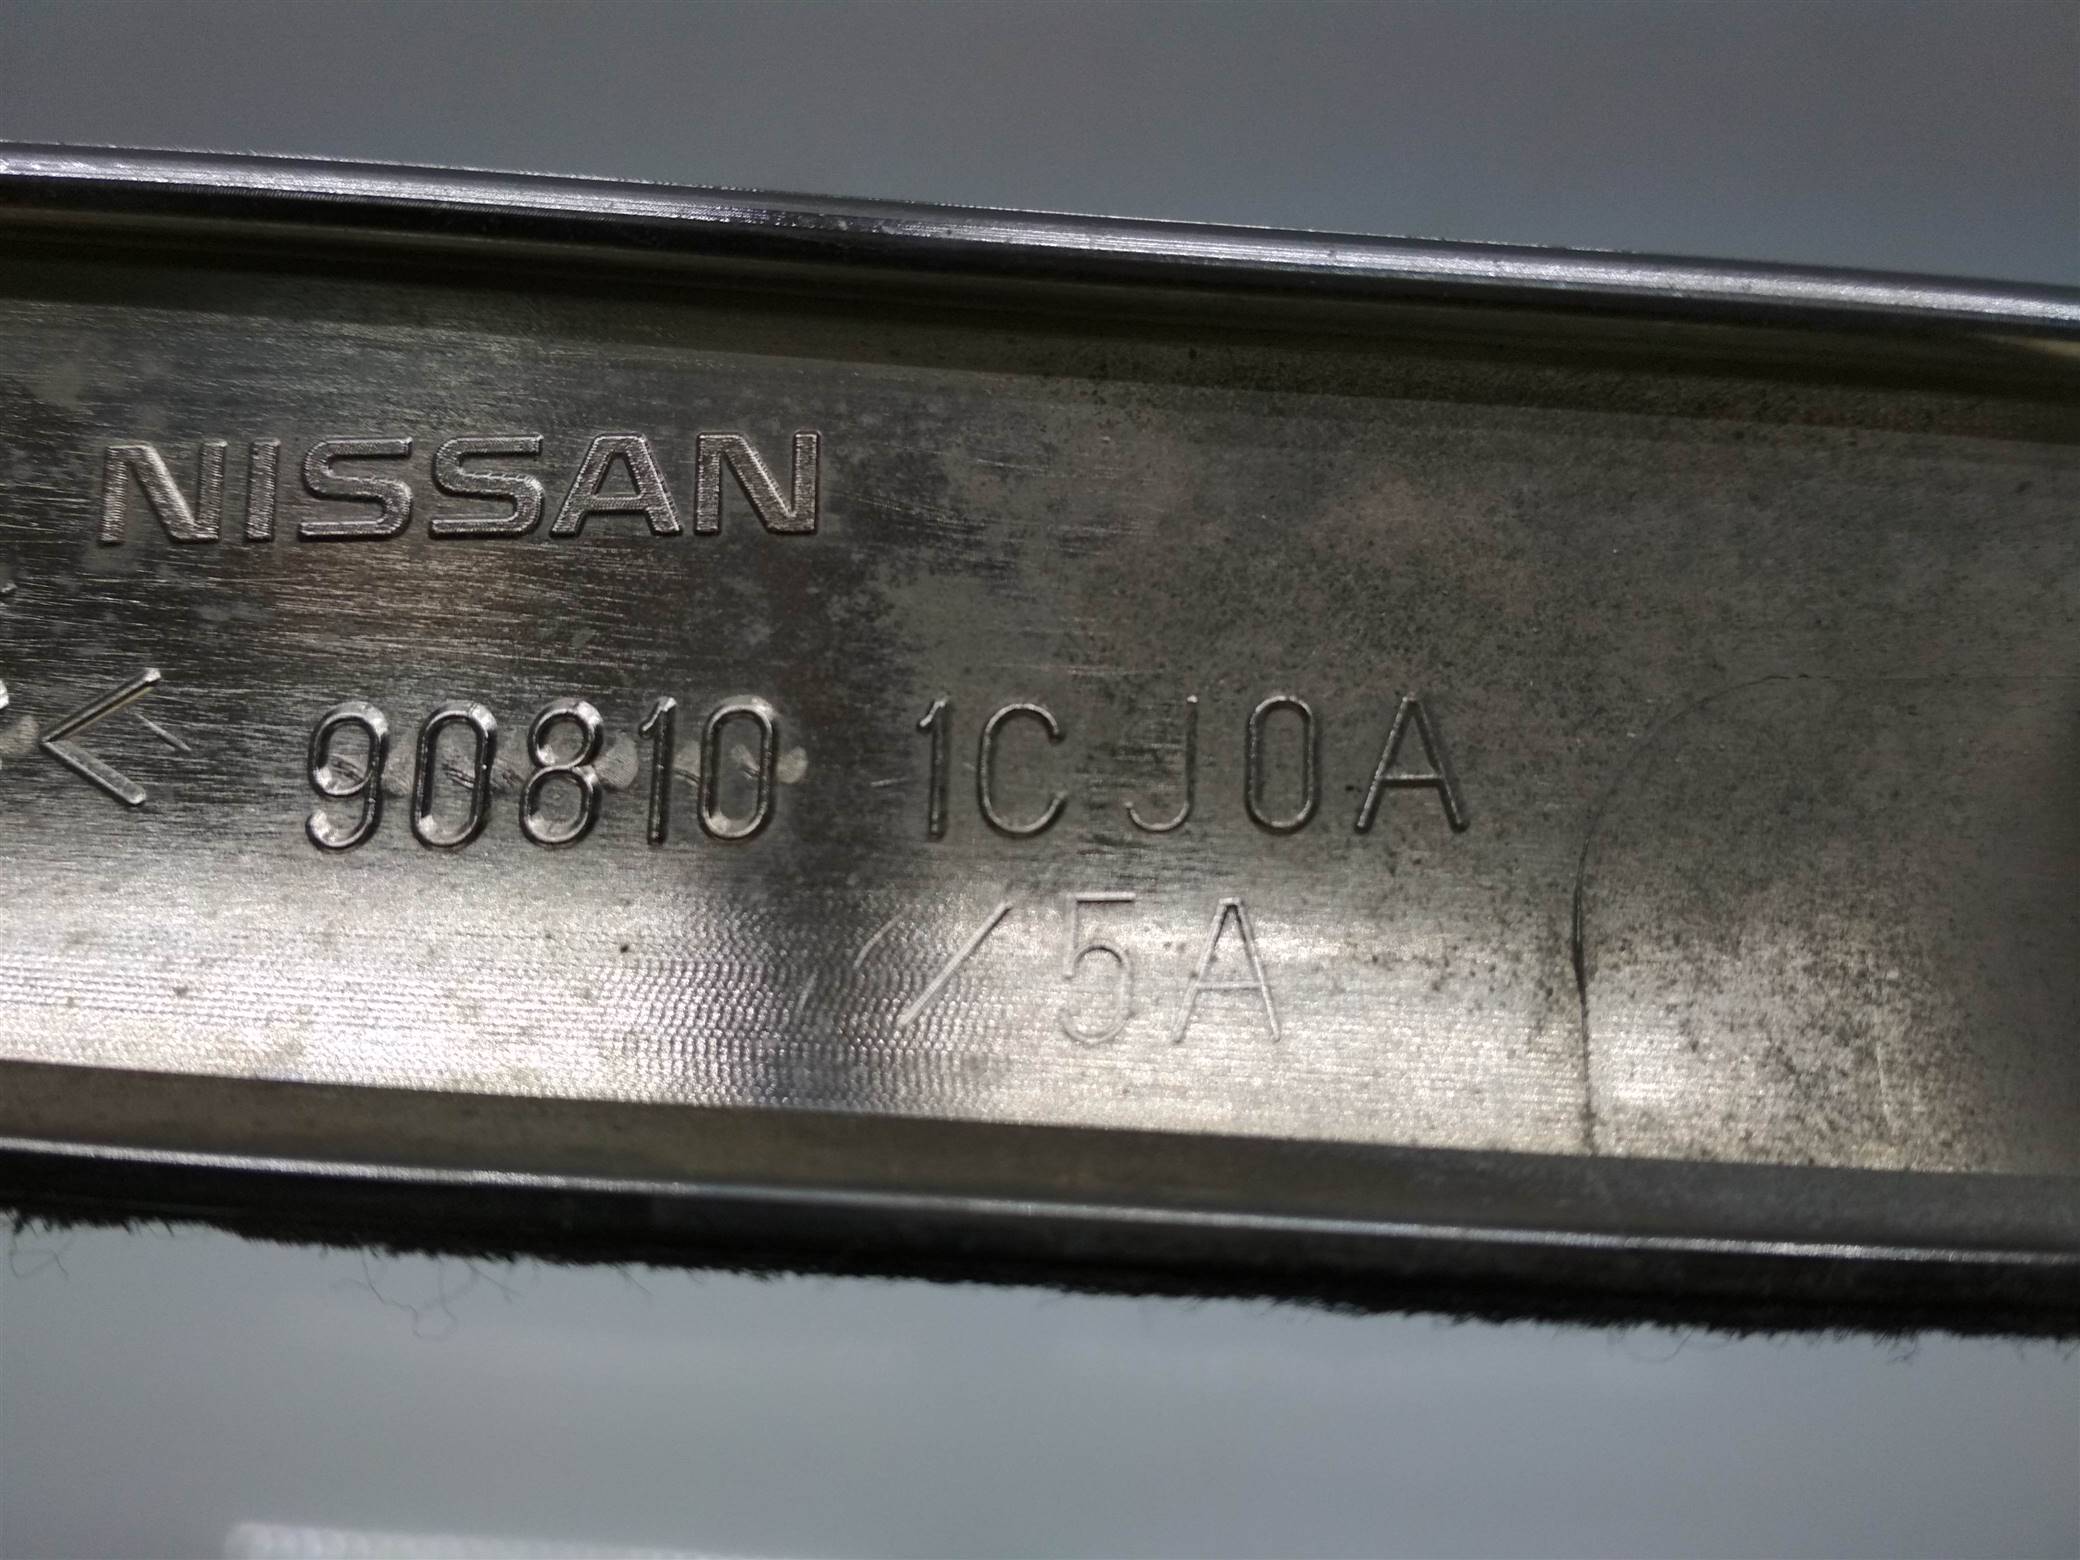 NISSAN
< 90810 1CJ0A
/5A